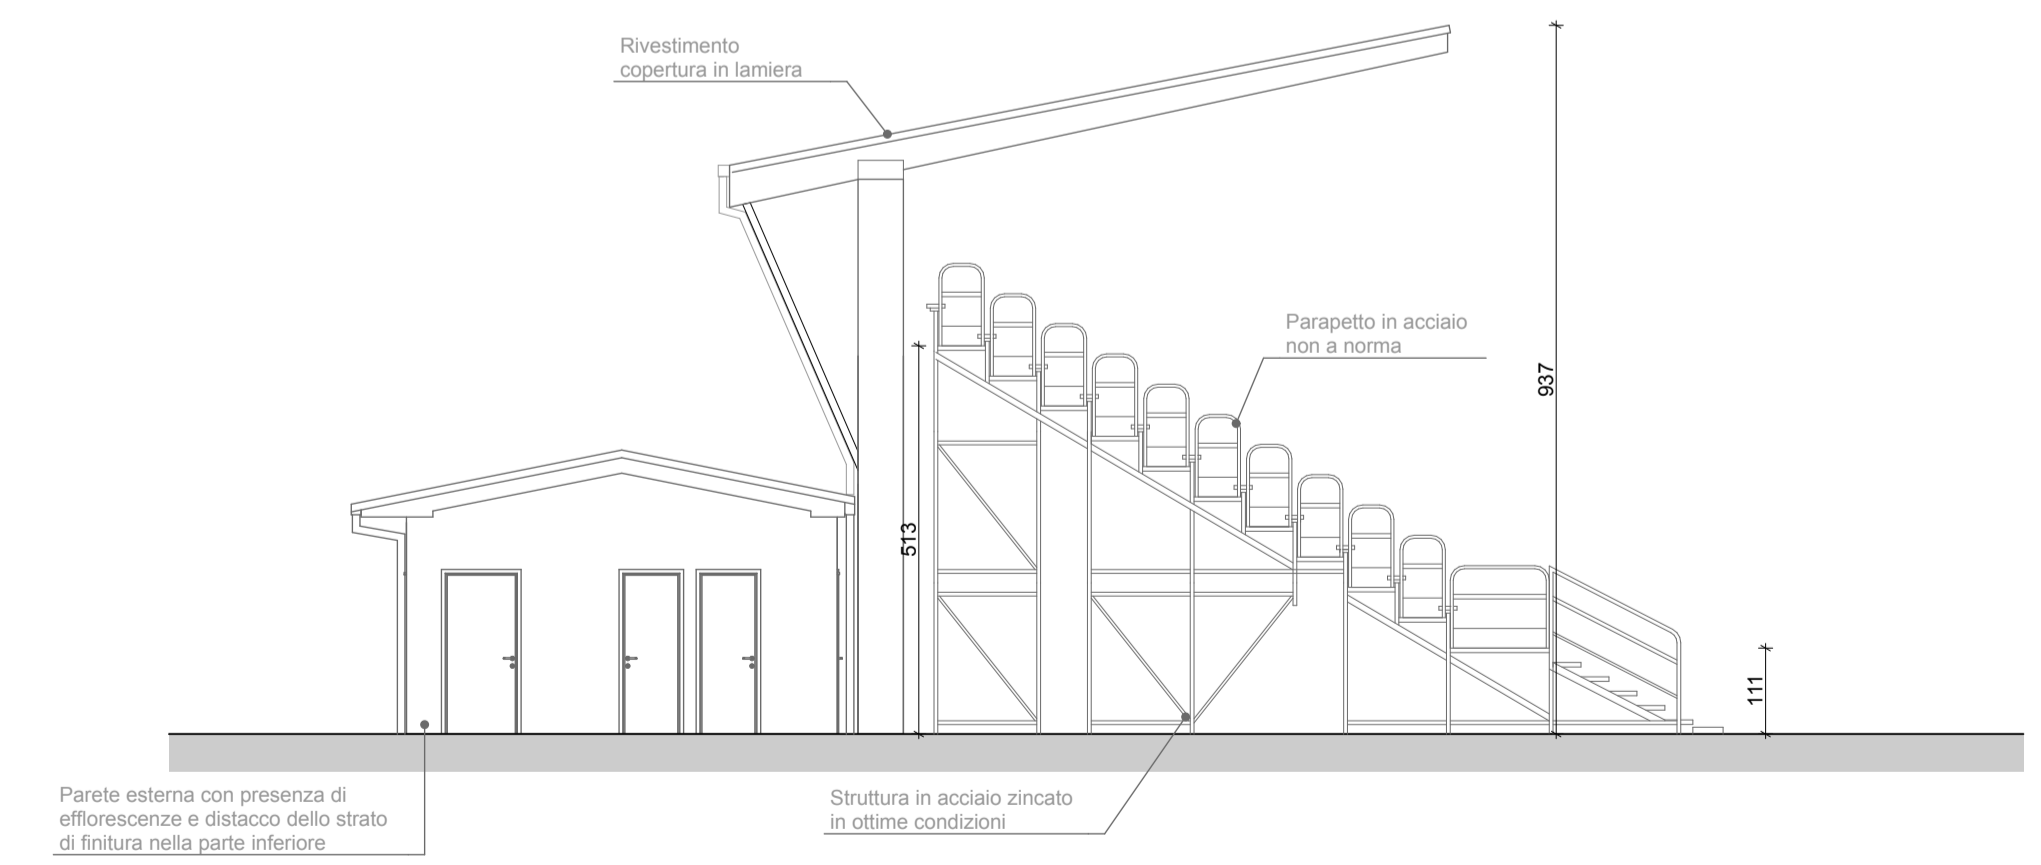 Rivestimento
copertura in lamiera
Parapetto in acciaio
non a norma
937
513
111
Parete esterna con presenza di
efflorescenze e distacco dello strato
di finitura nella parte inferiore
Struttura in acciaio zincato
in ottime condizioni